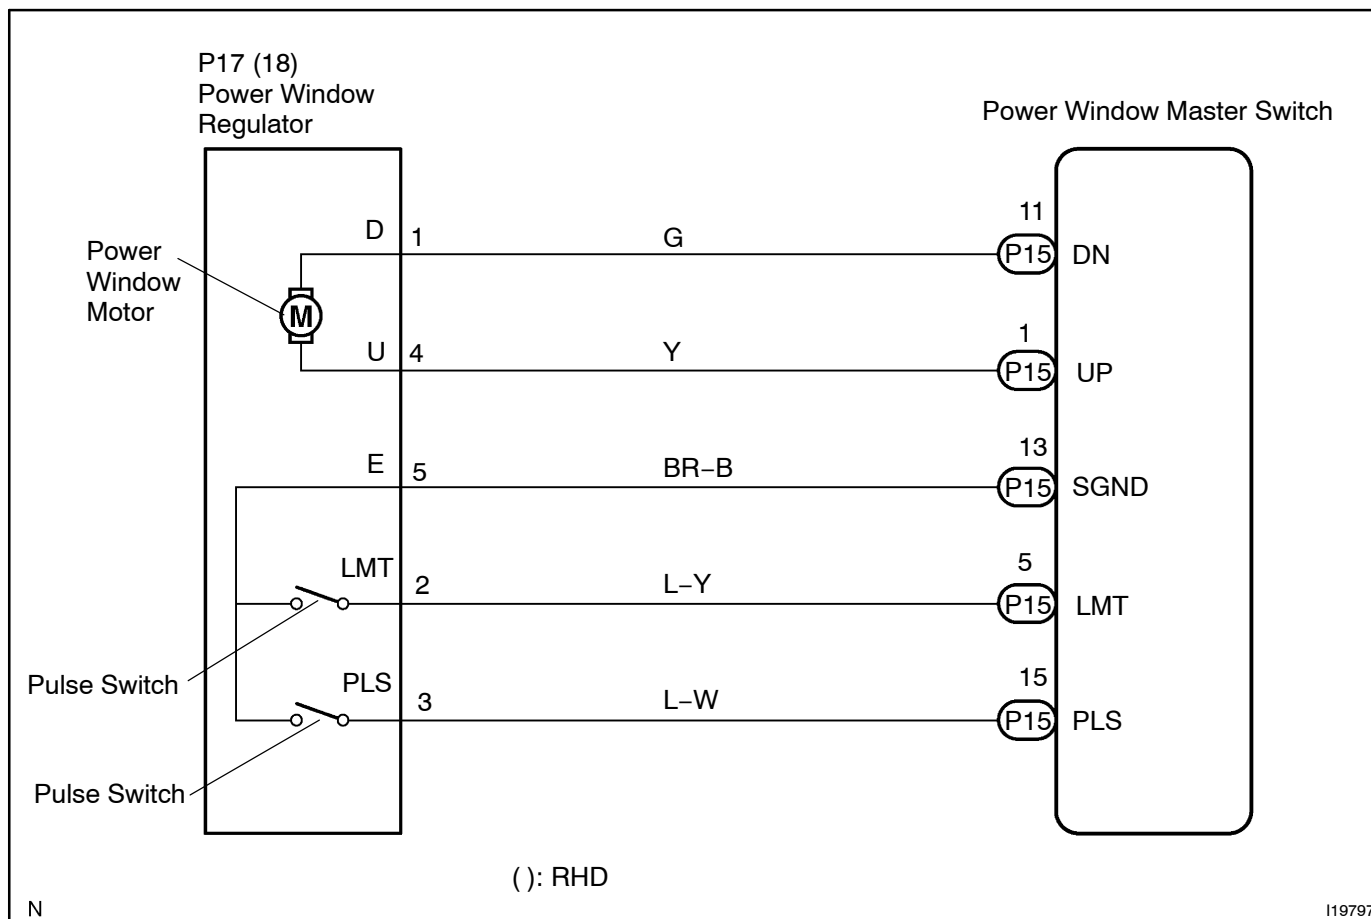 P17 (18)
Power Window
Regulator
Power Window Master Switch
Power
Window
Motor
M
D
1
G
11
P15
DN
U
4
Y
1
P15
UP
E
5
BR–B
13
P15
SGND
LMT
2
L–Y
5
P15
LMT
Pulse Switch
PLS
3
L–W
15
P15
PLS
Pulse Switch
( ): RHD
N
I19797